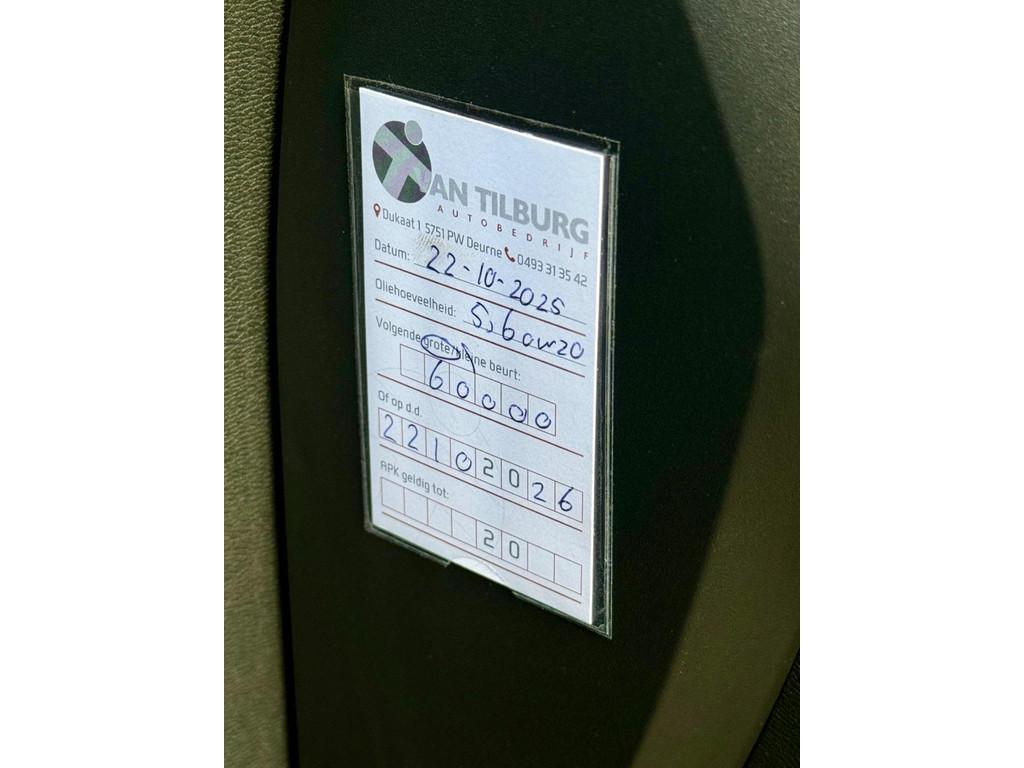 VAN TILBURG
AUTOBEDRIJF
Dukaat 1 5751 PW Deurne 0493 31 35 42
Datum: 22-10-2025
Oliehoeveelheid: 5,6 0W20
Volgende grote/kleine beurt:
60000
Of op d.d.
22102026
APK geldig tot:
20